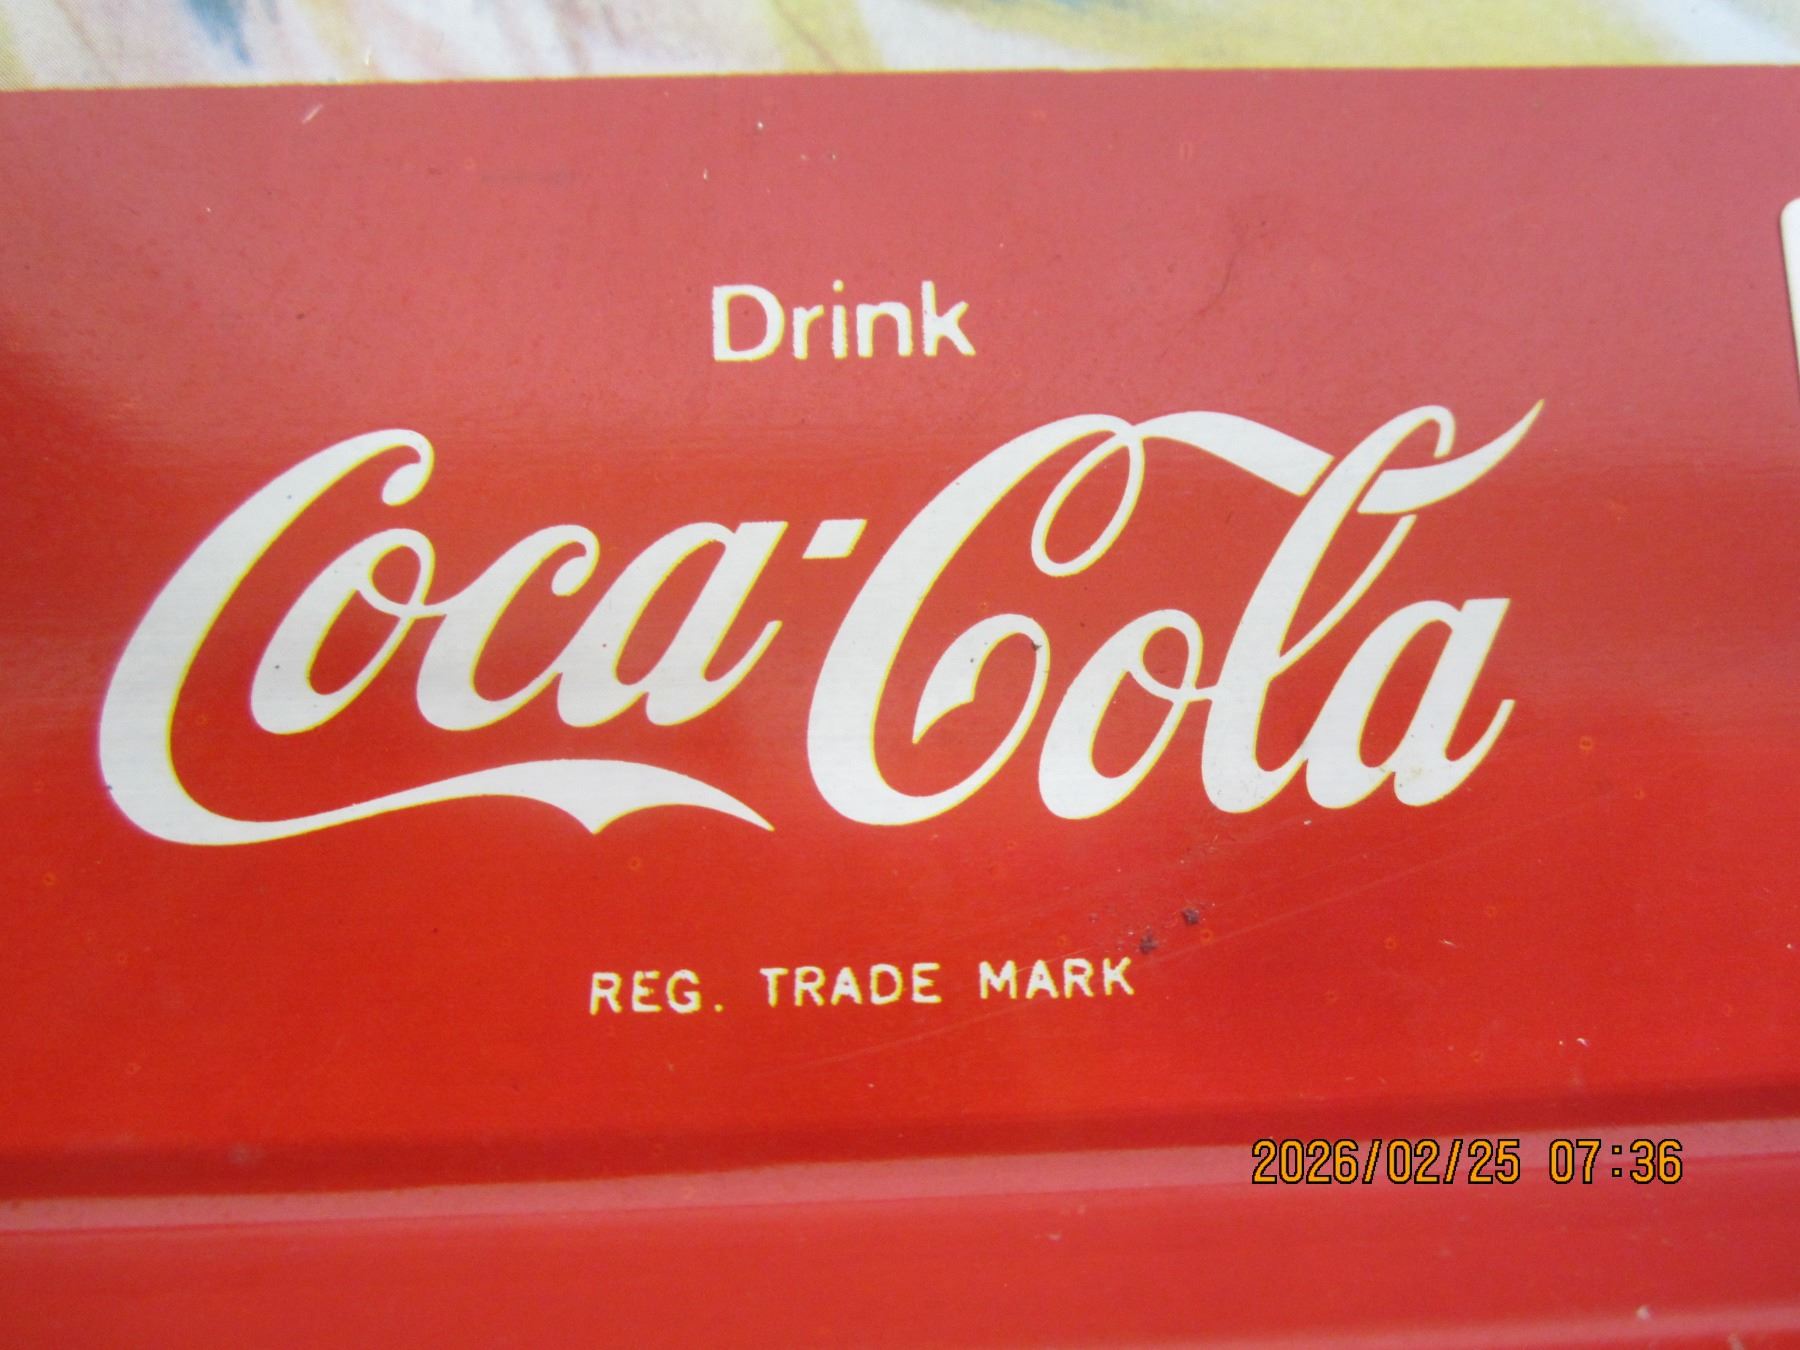 Drink
Coca-Cola
REG. TRADE MARK
2026/02/25 07:36